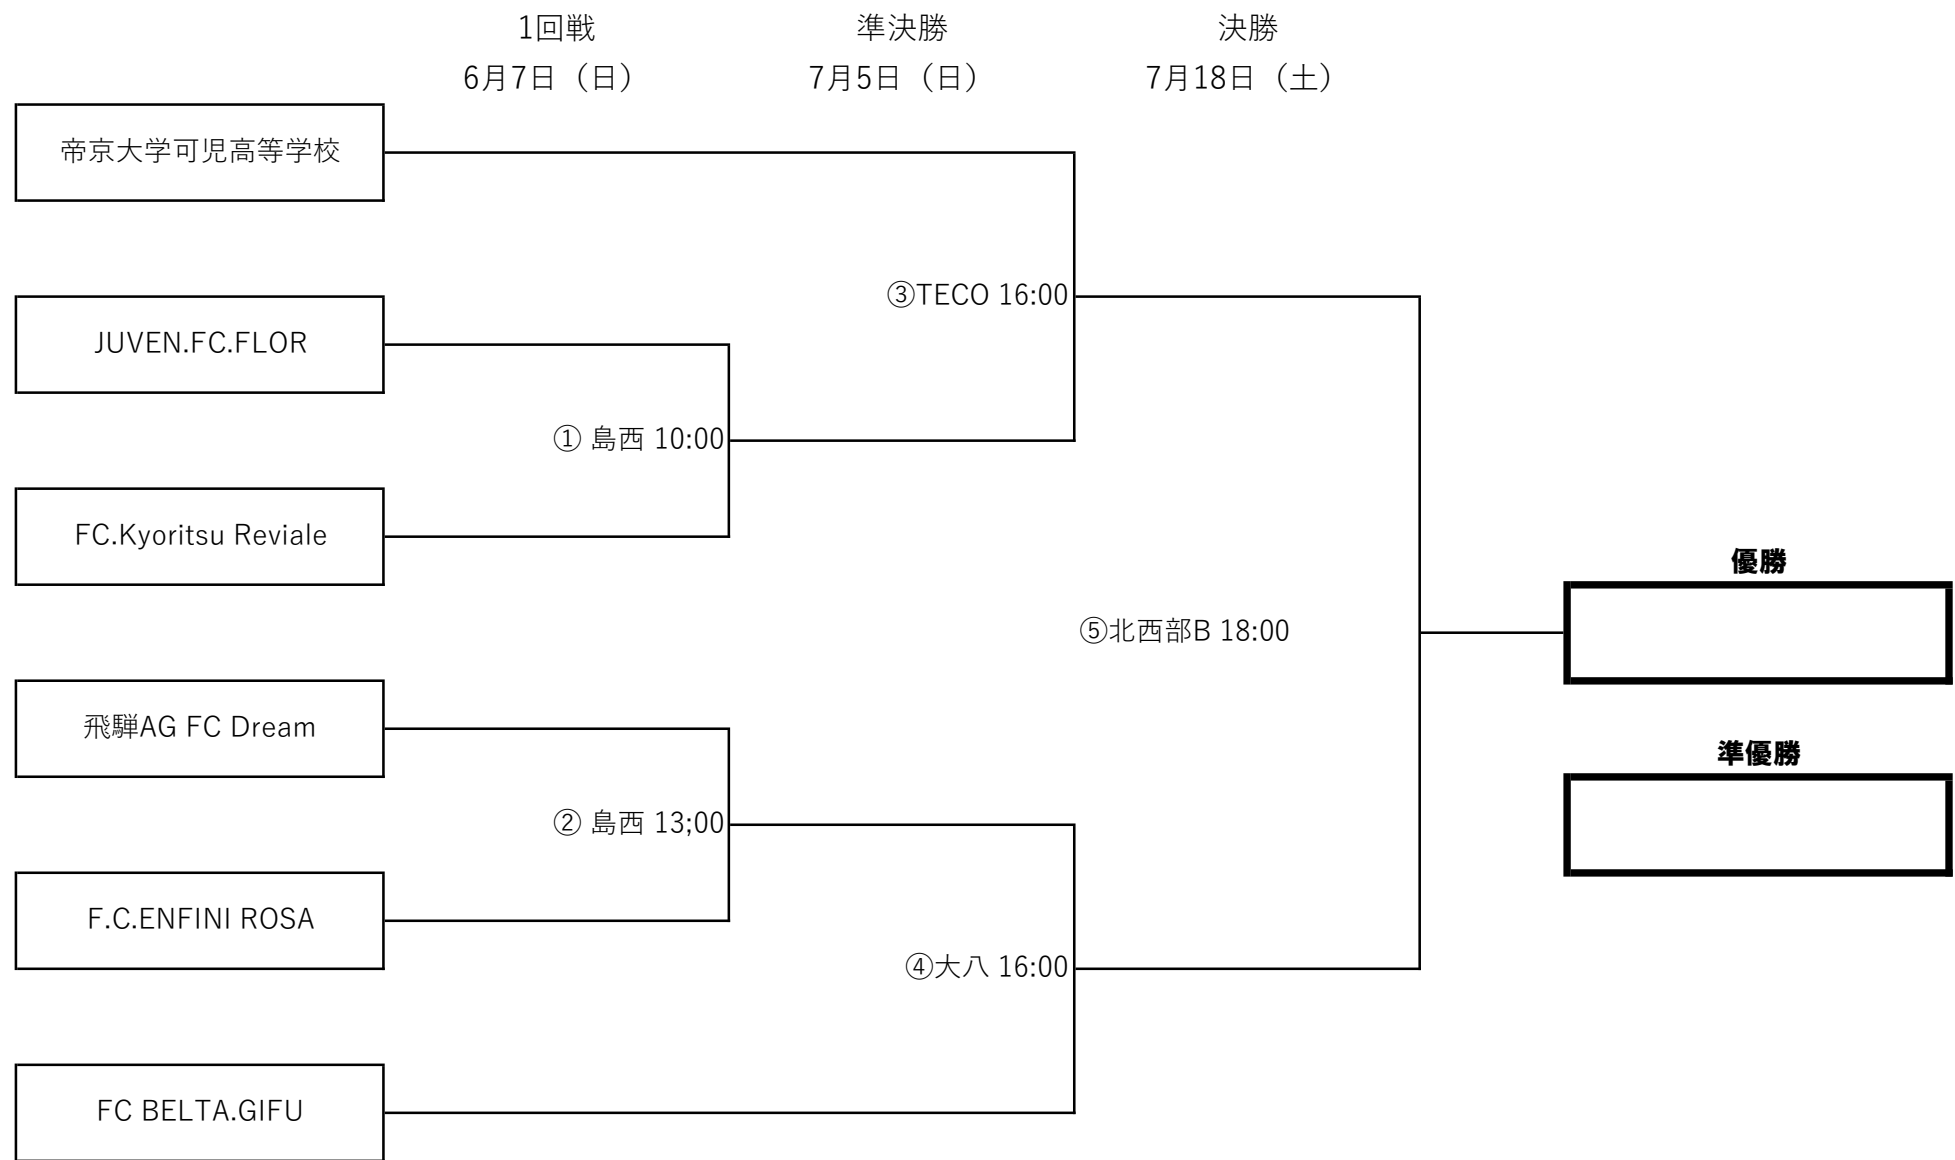 1回戦
準決勝
決勝
6月7日（日）
7月5日（日）
7月18日（土）
帝京大学可児高等学校
③TECO 16:00
JUVEN.FC.FLOR
① 島西 10:00
FC.Kyoritsu Reviale
優勝
⑤北西部B 18:00
飛騨AG FC Dream
準優勝
② 島西 13;00
F.C.ENFINI ROSA
④大八 16:00
FC BELTA.GIFU